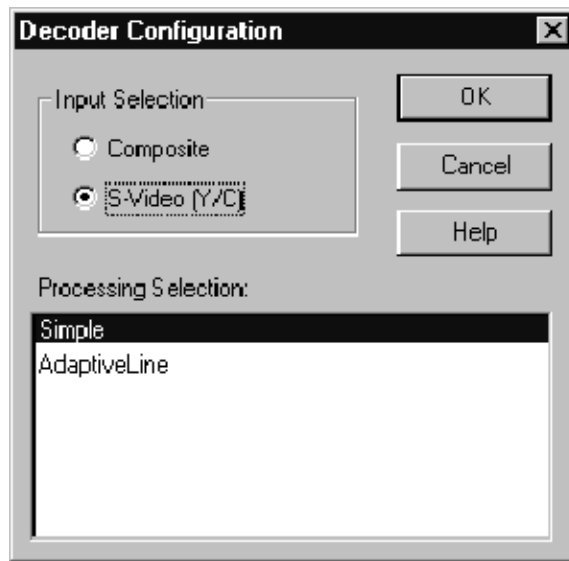 Decoder Configuration
Input Selection
Composite
S-Video (Y/C)
OK
Cancel
Help
Processing Selection:
Simple
AdaptiveLine